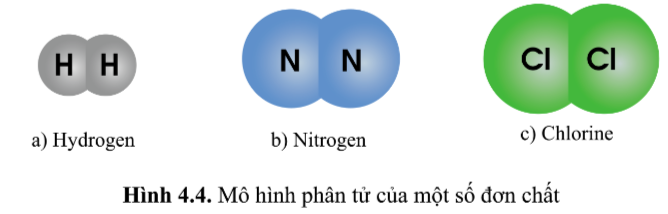 H H
N N
Cl Cl
a) Hydrogen
b) Nitrogen
c) Chlorine
Hình 4.4. Mô hình phân tử của một số đơn chất